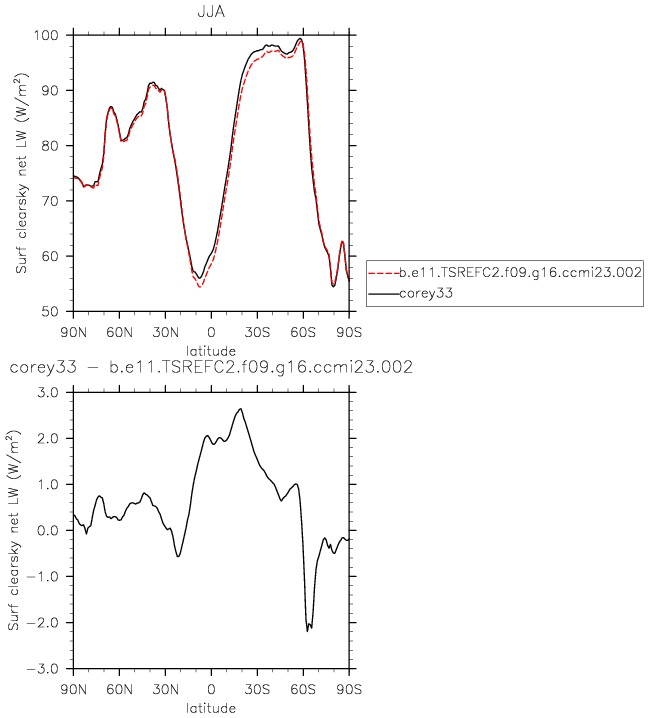 JJA
Surf clearsky net LW (W/m²)
100
90
80
70
60
50
90N 60N 30N 0 30S 60S 90S
latitude
b.e11.TSREFC2.f09.g16.ccmi23.002
corey33
corey33 − b.e11.TSREFC2.f09.g16.ccmi23.002
Surf clearsky net LW (W/m²)
3.0
2.0
1.0
0.0
−1.0
−2.0
−3.0
90N 60N 30N 0 30S 60S 90S
latitude